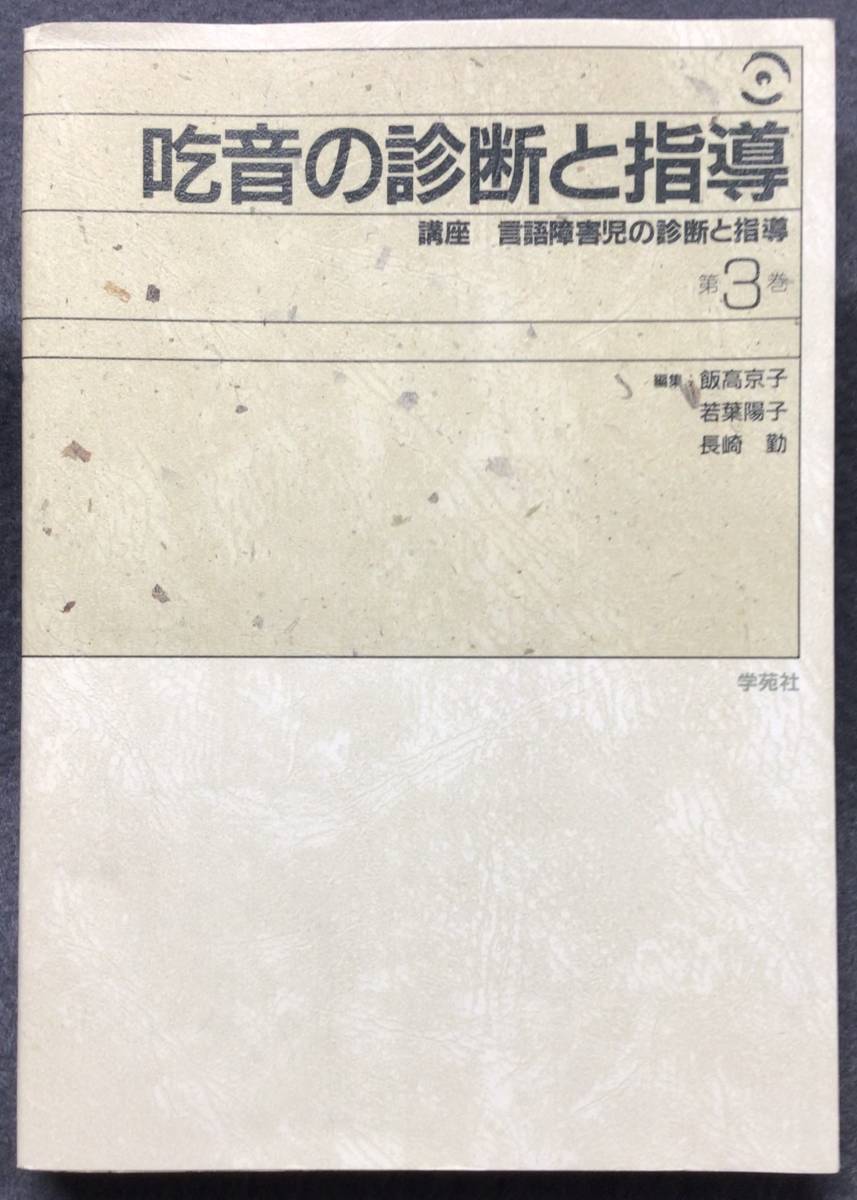 吃音の診断と指導
講座　言語障害児の診断と指導
第3巻
編集：飯高京子
若葉陽子
長崎　勤
学苑社